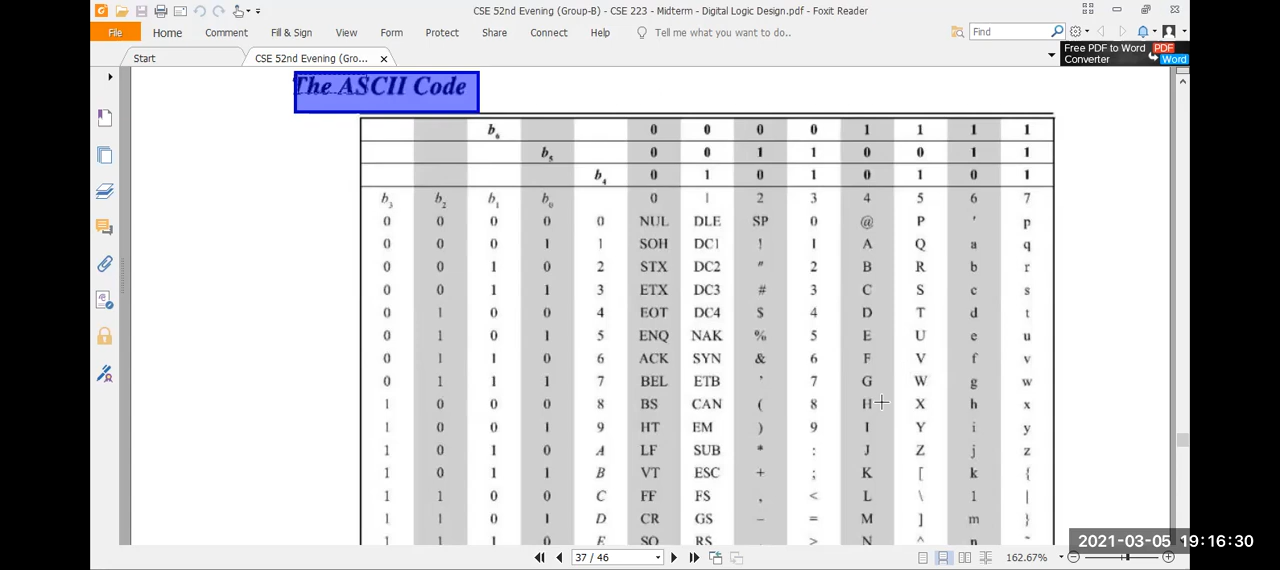 CSE 52nd Evening (Group-B) - CSE 223 - Midterm - Digital Logic Design.pdf - Foxit Reader
File Home Comment Fill & Sign View Form Protect Share Connect Help Tell me what you want to do.. Find
Start CSE 52nd Evening (Gro... × Free PDF to Word Converter PDF Word
The ASCII Code
b6 0 0 0 0 1 1 1 1
b5 0 0 1 1 0 0 1 1
b4 0 1 0 1 0 1 0 1
b3 b2 b1 b0 0 1 2 3 4 5 6 7
0 0 0 0 0 NUL DLE SP 0 @ P ' p
0 0 0 1 1 SOH DC1 ! 1 A Q a q
0 0 1 0 2 STX DC2 " 2 B R b r
0 0 1 1 3 ETX DC3 # 3 C S c s
0 1 0 0 4 EOT DC4 $ 4 D T d t
0 1 0 1 5 ENQ NAK % 5 E U e u
0 1 1 0 6 ACK SYN & 6 F V f v
0 1 1 1 7 BEL ETB ' 7 G W g w
1 0 0 0 8 BS CAN ( 8 H X h x
1 0 0 1 9 HT EM ) 9 I Y i y
1 0 1 0 A LF SUB * : J Z j z
1 0 1 1 B VT ESC + ; K [ k {
1 1 0 0 C FF FS , < L \ l |
1 1 0 1 D CR GS – = M ] m }
1 1 1 0 E SO RS . > N ^ n ~
2021-03-05 19:16:30
37 / 46 162.67%